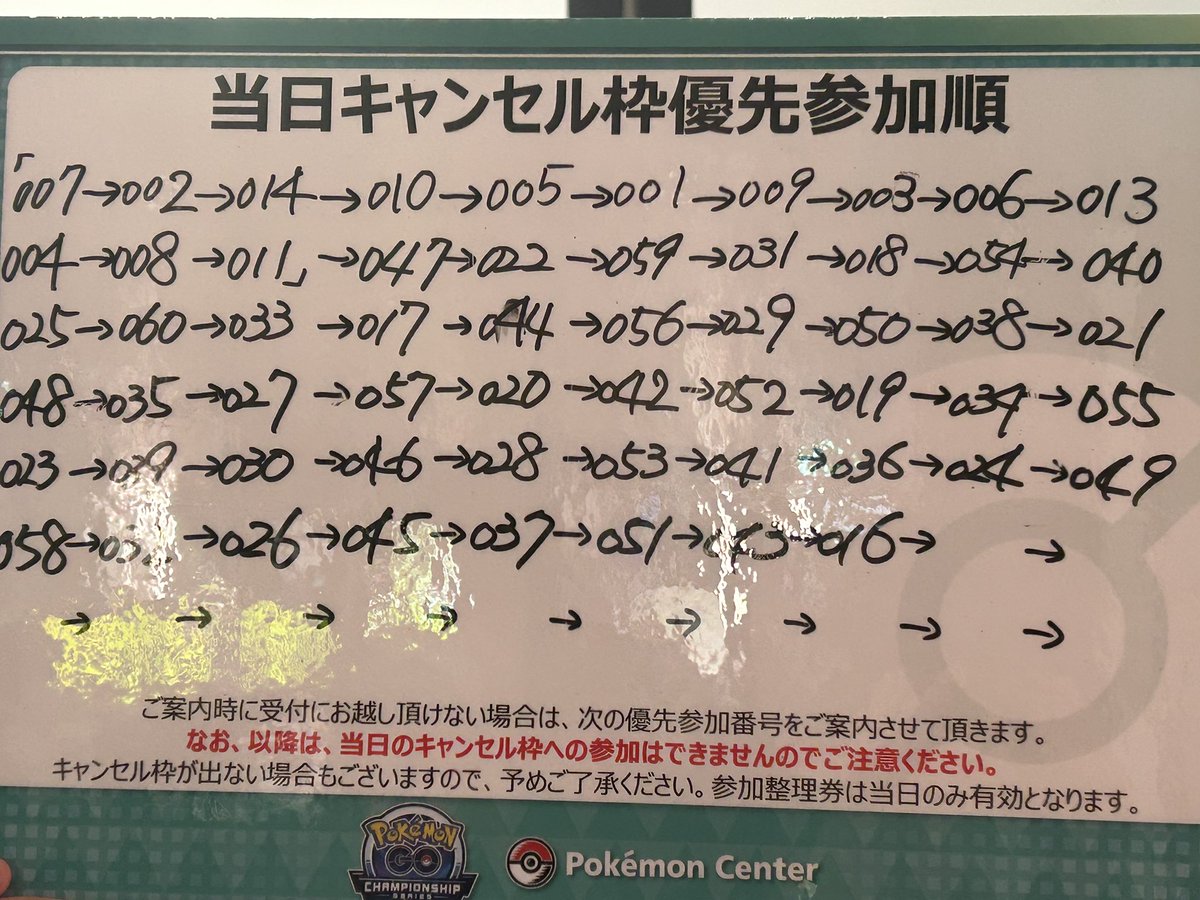 当日キャンセル枠優先参加順
「007→002→014→010→005→001→009→003→006→013
004→008→011」→047→022→059→031→018→054→040
025→060→033→017→044→056→029→050→038→021
048→035→027→057→020→042→052→019→034→055
023→039→030→046→028→053→041→036→024→049
058→→026→045→037→051→043→016→→
→→→→→→→→→
ご案内時に受付にお越し頂けない場合は、次の優先参加番号をご案内させて頂きます。
なお、以降は、当日のキャンセル枠への参加はできませんのでご注意ください。
キャンセル枠が出ない場合もございますので、予めご了承ください。参加整理券は当日のみ有効となります。
POKÉMON
GO
CHAMPIONSHIP
SERIES
Pokémon Center